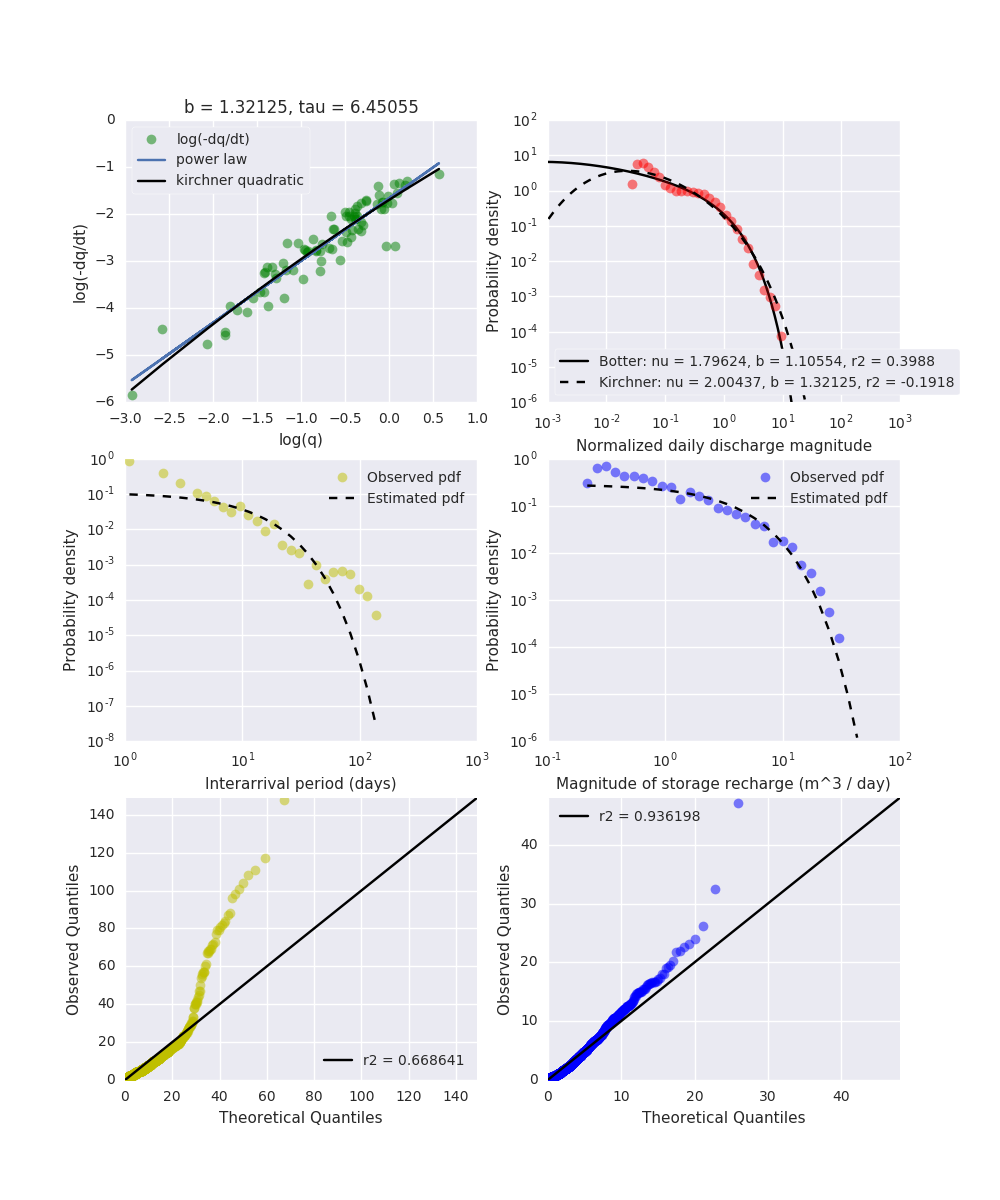 b = 1.32125, tau = 6.45055
log(-dq/dt)
power law
kirchner quadratic
0
−1
−2
−3
−4
−5
−6
log(-dq/dt)
−3.0 −2.5 −2.0 −1.5 −1.0 −0.5 0.0 0.5 1.0
log(q)
10^2
10^1
10^0
10^-1
10^-2
10^-3
10^-4
10^-5
10^-6
Probability density
Botter: nu = 1.79624, b = 1.10554, r2 = 0.3988
Kirchner: nu = 2.00437, b = 1.32125, r2 = -0.1918
10^-3 10^-2 10^-1 10^0 10^1 10^2 10^3
Normalized daily discharge magnitude
Observed pdf
Estimated pdf
10^0
10^-1
10^-2
10^-3
10^-4
10^-5
10^-6
10^-7
10^-8
Probability density
10^0 10^1 10^2 10^3
Interarrival period (days)
Observed pdf
Estimated pdf
10^0
10^-1
10^-2
10^-3
10^-4
10^-5
10^-6
Probability density
10^-1 10^0 10^1 10^2
Magnitude of storage recharge (m^3 / day)
140
120
100
80
60
40
20
0
Observed Quantiles
r2 = 0.668641
0 20 40 60 80 100 120 140
Theoretical Quantiles
r2 = 0.936198
40
30
20
10
0
Observed Quantiles
0 10 20 30 40
Theoretical Quantiles